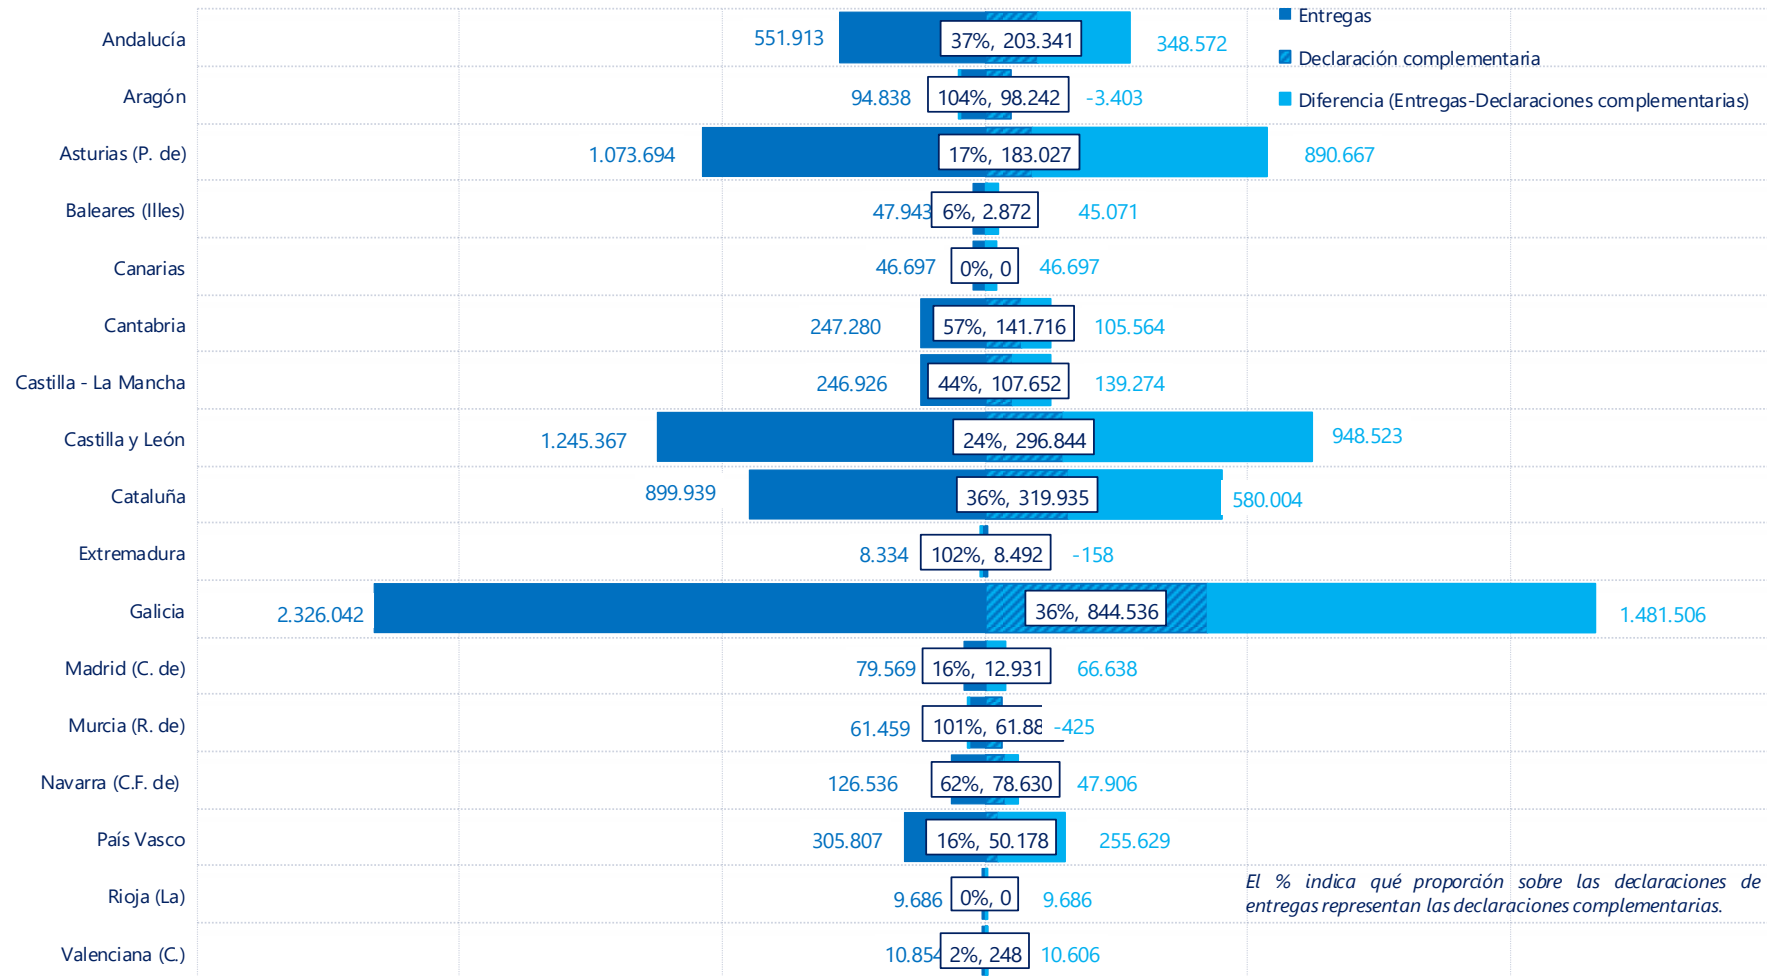 Entregas
Declaración complementaria
Diferencia (Entregas-Declaraciones complementarias)
Andalucía 551.913 37%, 203.341 348.572
Aragón 94.838 104%, 98.242 -3.403
Asturias (P. de) 1.073.694 17%, 183.027 890.667
Baleares (Illes) 47.943 6%, 2.872 45.071
Canarias 46.697 0%, 0 46.697
Cantabria 247.280 57%, 141.716 105.564
Castilla - La Mancha 246.926 44%, 107.652 139.274
Castilla y León 1.245.367 24%, 296.844 948.523
Cataluña 899.939 36%, 319.935 580.004
Extremadura 8.334 102%, 8.492 -158
Galicia 2.326.042 36%, 844.536 1.481.506
Madrid (C. de) 79.569 16%, 12.931 66.638
Murcia (R. de) 61.459 101%, 61.88 -425
Navarra (C.F. de) 126.536 62%, 78.630 47.906
País Vasco 305.807 16%, 50.178 255.629
Rioja (La) 9.686 0%, 0 9.686
Valenciana (C.) 10.854 2%, 248 10.606
El % indica qué proporción sobre las declaraciones de
entregas representan las declaraciones complementarias.